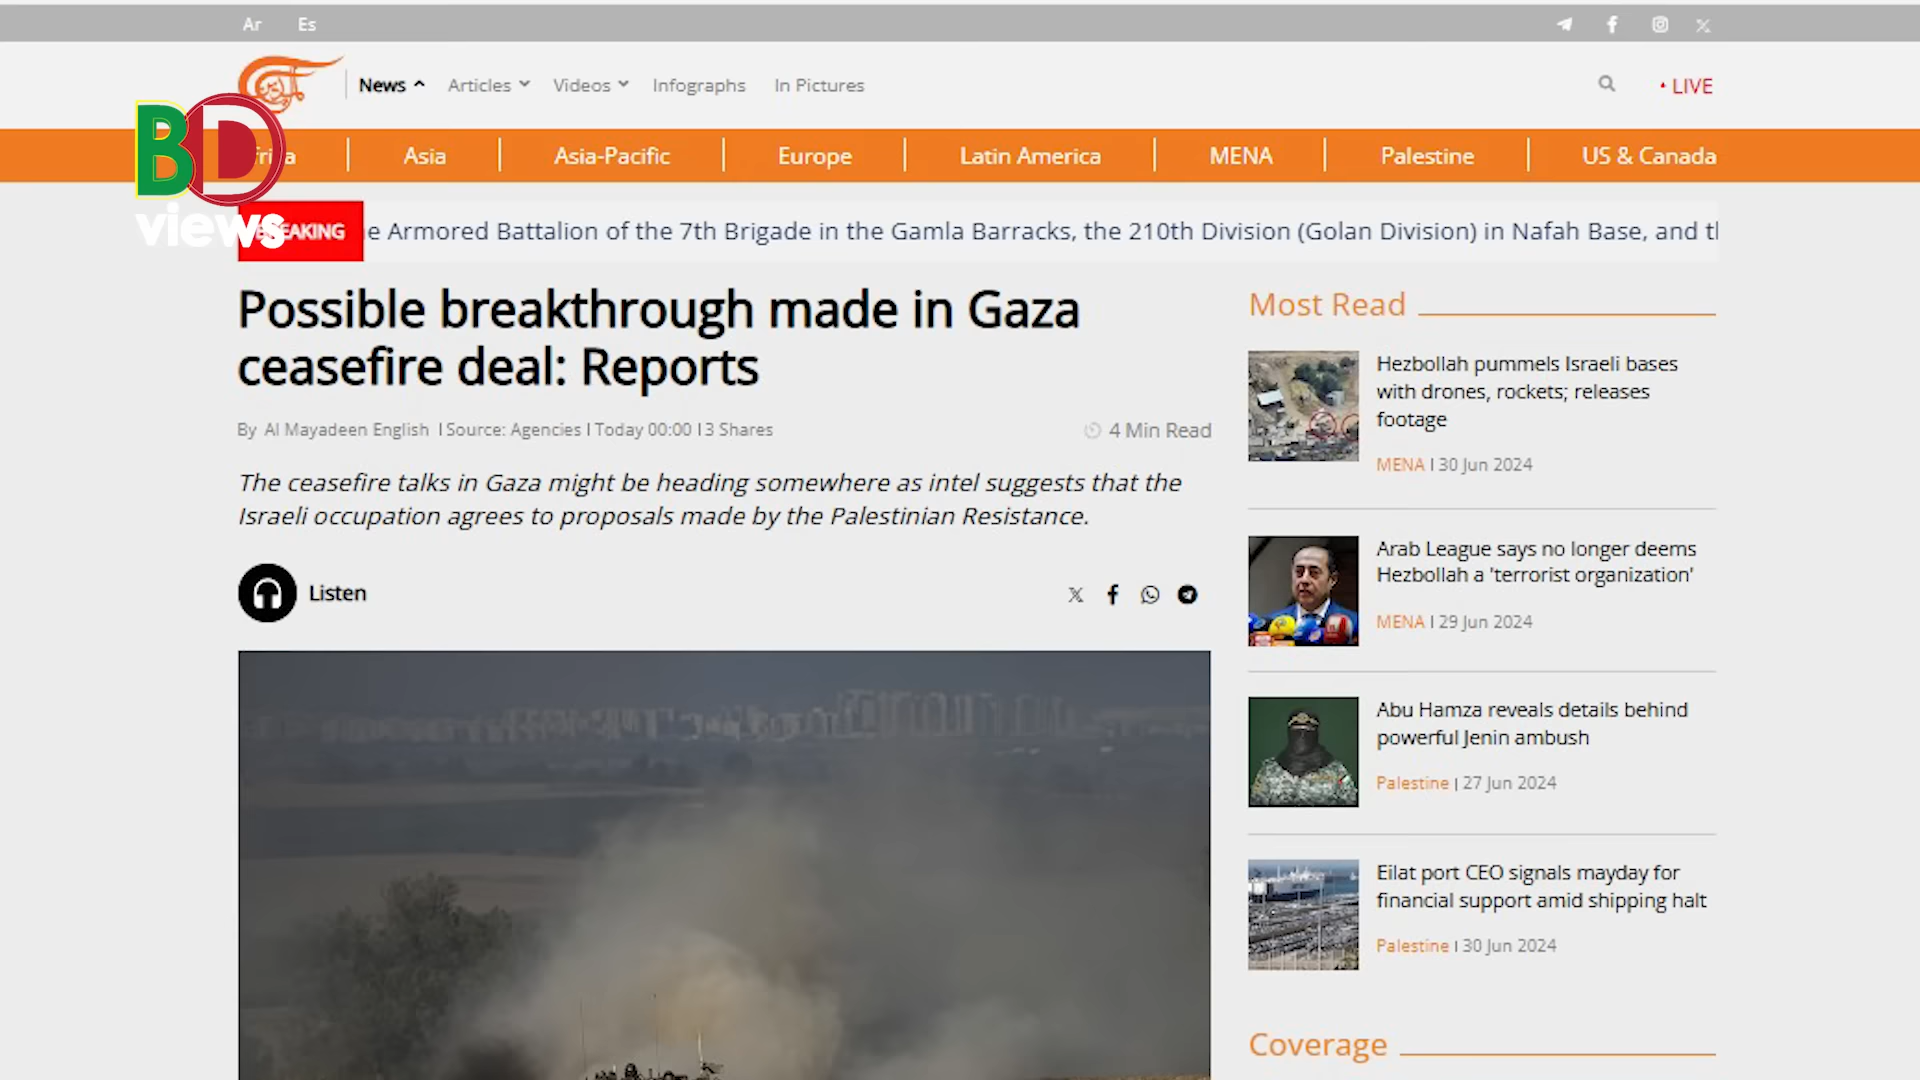 Ar Es
News Articles Videos Infographs In Pictures
• LIVE
BD
views
Asia Asia-Pacific Europe Latin America MENA Palestine US & Canada
Armored Battalion of the 7th Brigade in the Gamla Barracks, the 210th Division (Golan Division) in Nafah Base, and
Possible breakthrough made in Gaza
ceasefire deal: Reports
By Al Mayadeen English | Source: Agencies | Today 00:00 | 3 Shares
4 Min Read
The ceasefire talks in Gaza might be heading somewhere as intel suggests that the
Israeli occupation agrees to proposals made by the Palestinian Resistance.
Listen
Most Read
Hezbollah pummels Israeli bases
with drones, rockets; releases
footage
MENA | 30 Jun 2024
Arab League says no longer deems
Hezbollah a 'terrorist organization'
MENA | 29 Jun 2024
Abu Hamza reveals details behind
powerful Jenin ambush
Palestine | 27 Jun 2024
Eilat port CEO signals mayday for
financial support amid shipping halt
Palestine | 30 Jun 2024
Coverage